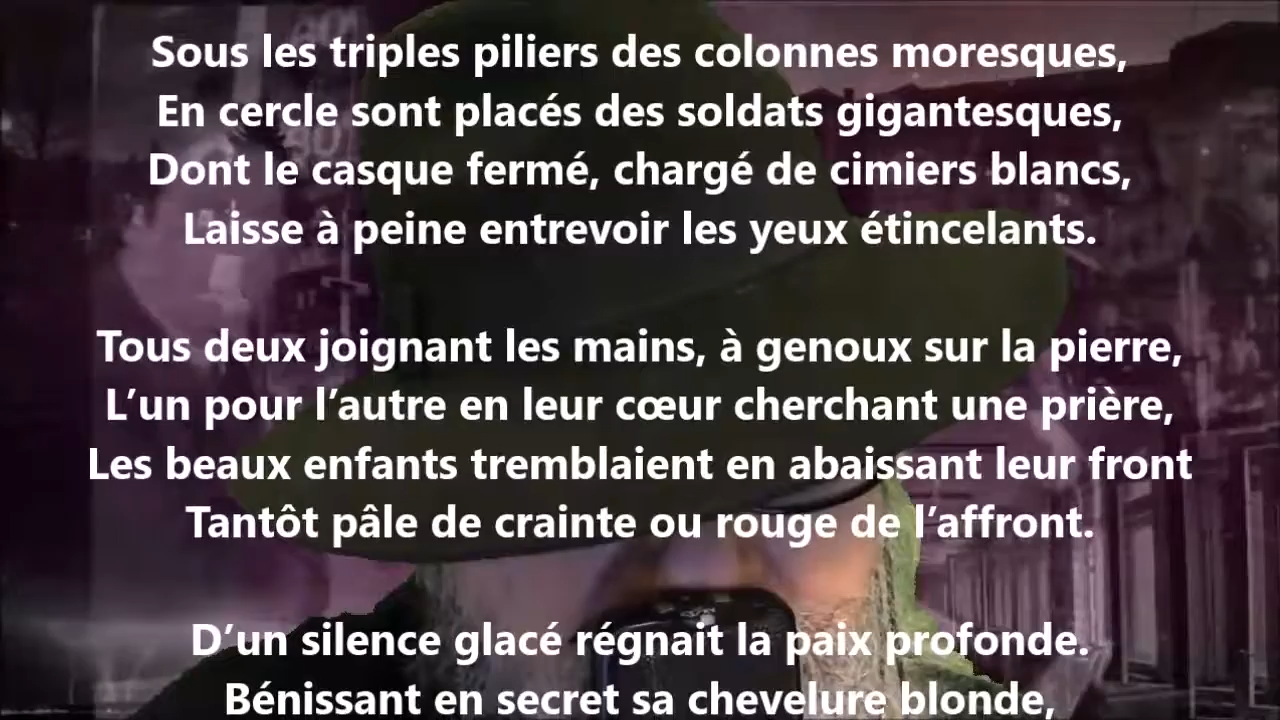 Sous les triples piliers des colonnes moresques,
En cercle sont placés des soldats gigantesques,
Dont le casque fermé, chargé de cimiers blancs,
Laisse à peine entrevoir les yeux étincelants.
Tous deux joignant les mains, à genoux sur la pierre,
L’un pour l’autre en leur cœur cherchant une prière,
Les beaux enfants tremblaient en abaissant leur front
Tantôt pâle de crainte ou rouge de l’affront.
D’un silence glacé régnait la paix profonde.
Bénissant en secret sa chevelure blonde,